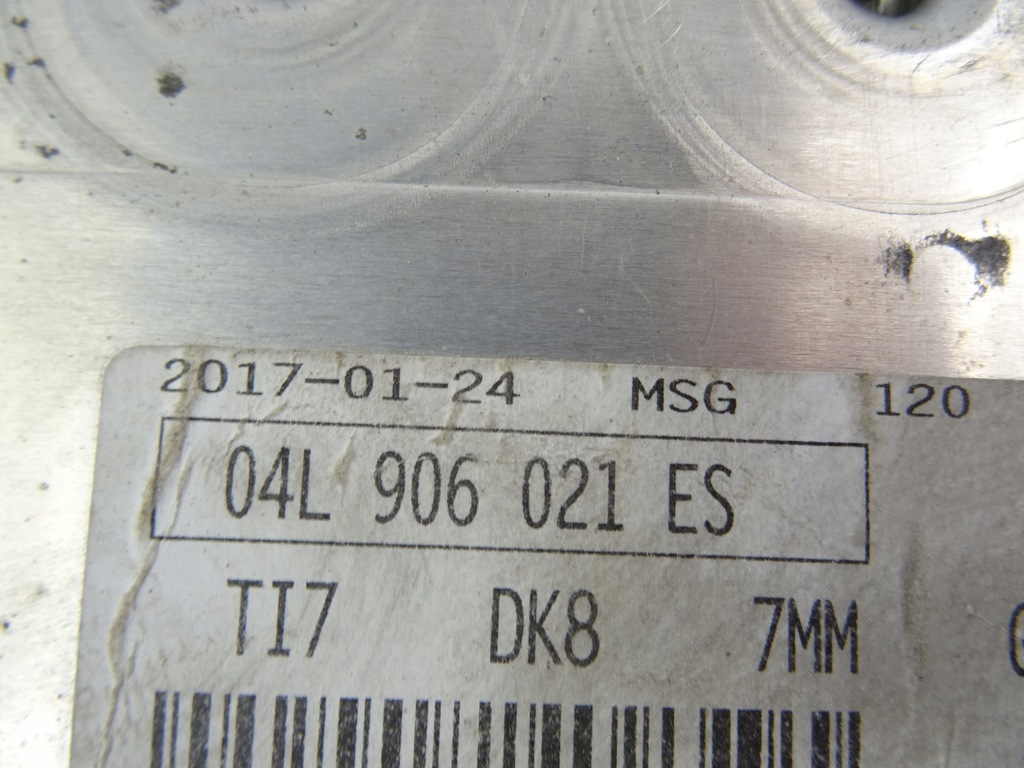 2017-01-24 MSG 120
04L 906 021 ES
TI7 DK8 7MM